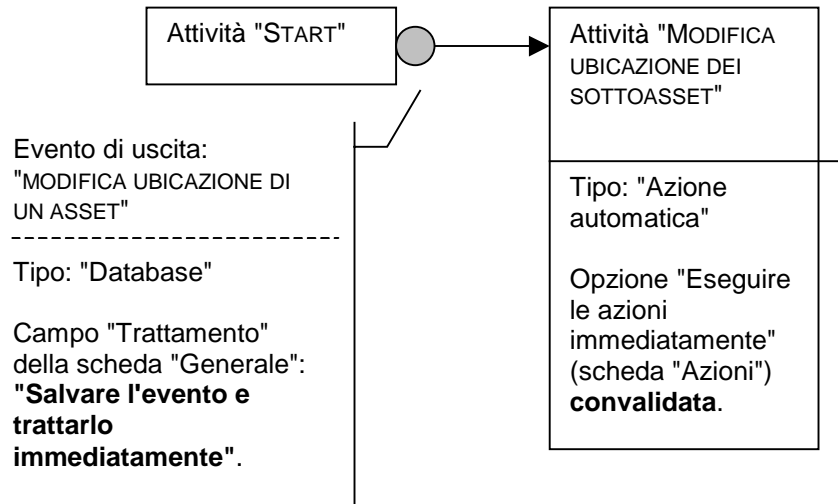 Attività "START"
Evento di uscita:
"MODIFICA UBICAZIONE DI
UN ASSET"
Tipo: "Database"
Campo "Trattamento"
della scheda "Generale":
"Salvare l'evento e
trattarlo
immediatamente".
Attività "MODIFICA
UBICAZIONE DEI
SOTTOASSET"
Tipo: "Azione
automatica"
Opzione "Eseguire
le azioni
immediatamente"
(scheda "Azioni")
convalidata.